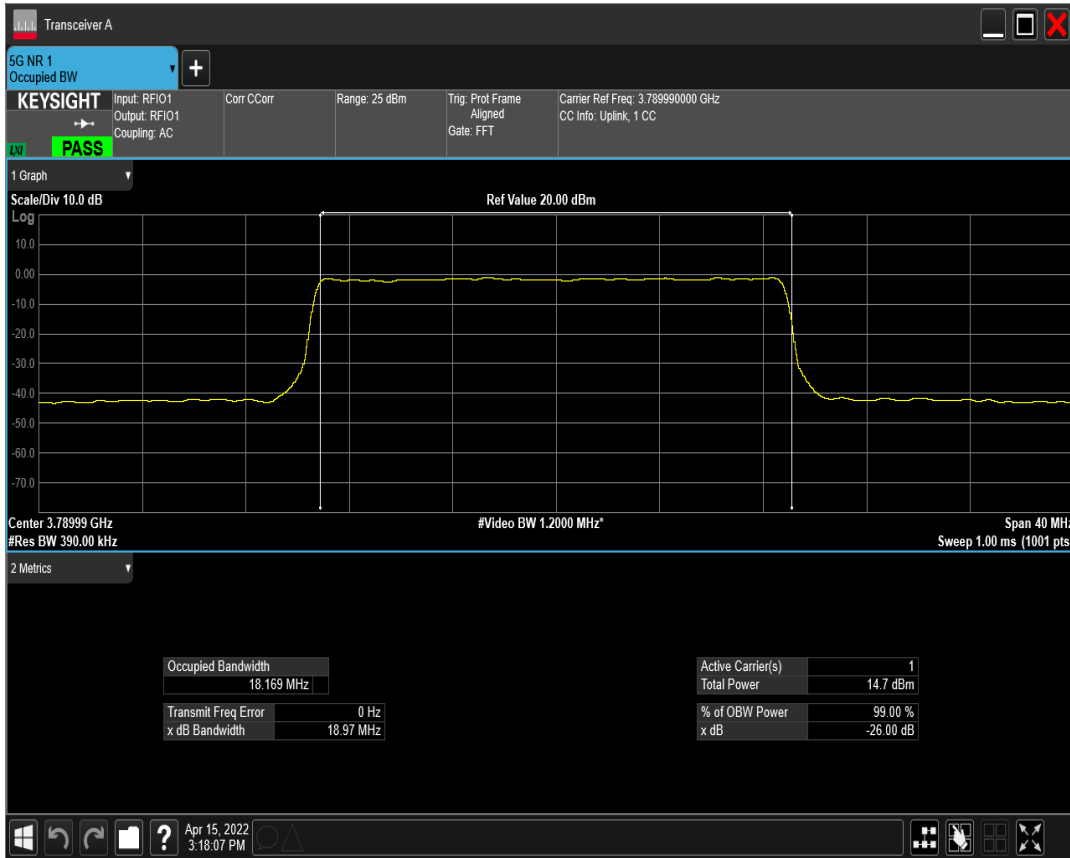 Transceiver A
5G NR 1
Occupied BW
+
KEYSIGHT
LXI
PASS
Input: RFIO1
Output: RFIO1
Coupling: AC
Corr CCorr
Range: 25 dBm
Trig: Prot Frame
Aligned
Gate: FFT
Carrier Ref Freq: 3.789990000 GHz
CC Info: Uplink, 1 CC
1 Graph
Scale/Div 10.0 dB
Ref Value 20.00 dBm
Log
10.0
0.00
-10.0
-20.0
-30.0
-40.0
-50.0
-60.0
-70.0
Center 3.78999 GHz
#Video BW 1.2000 MHz*
Span 40 MHz
#Res BW 390.00 kHz
Sweep 1.00 ms (1001 pts
2 Metrics
Occupied Bandwidth
18.169 MHz
Transmit Freq Error 0 Hz
x dB Bandwidth 18.97 MHz
Active Carrier(s) 1
Total Power 14.7 dBm
% of OBW Power 99.00 %
x dB -26.00 dB
?
Apr 15, 2022
3:18:07 PM